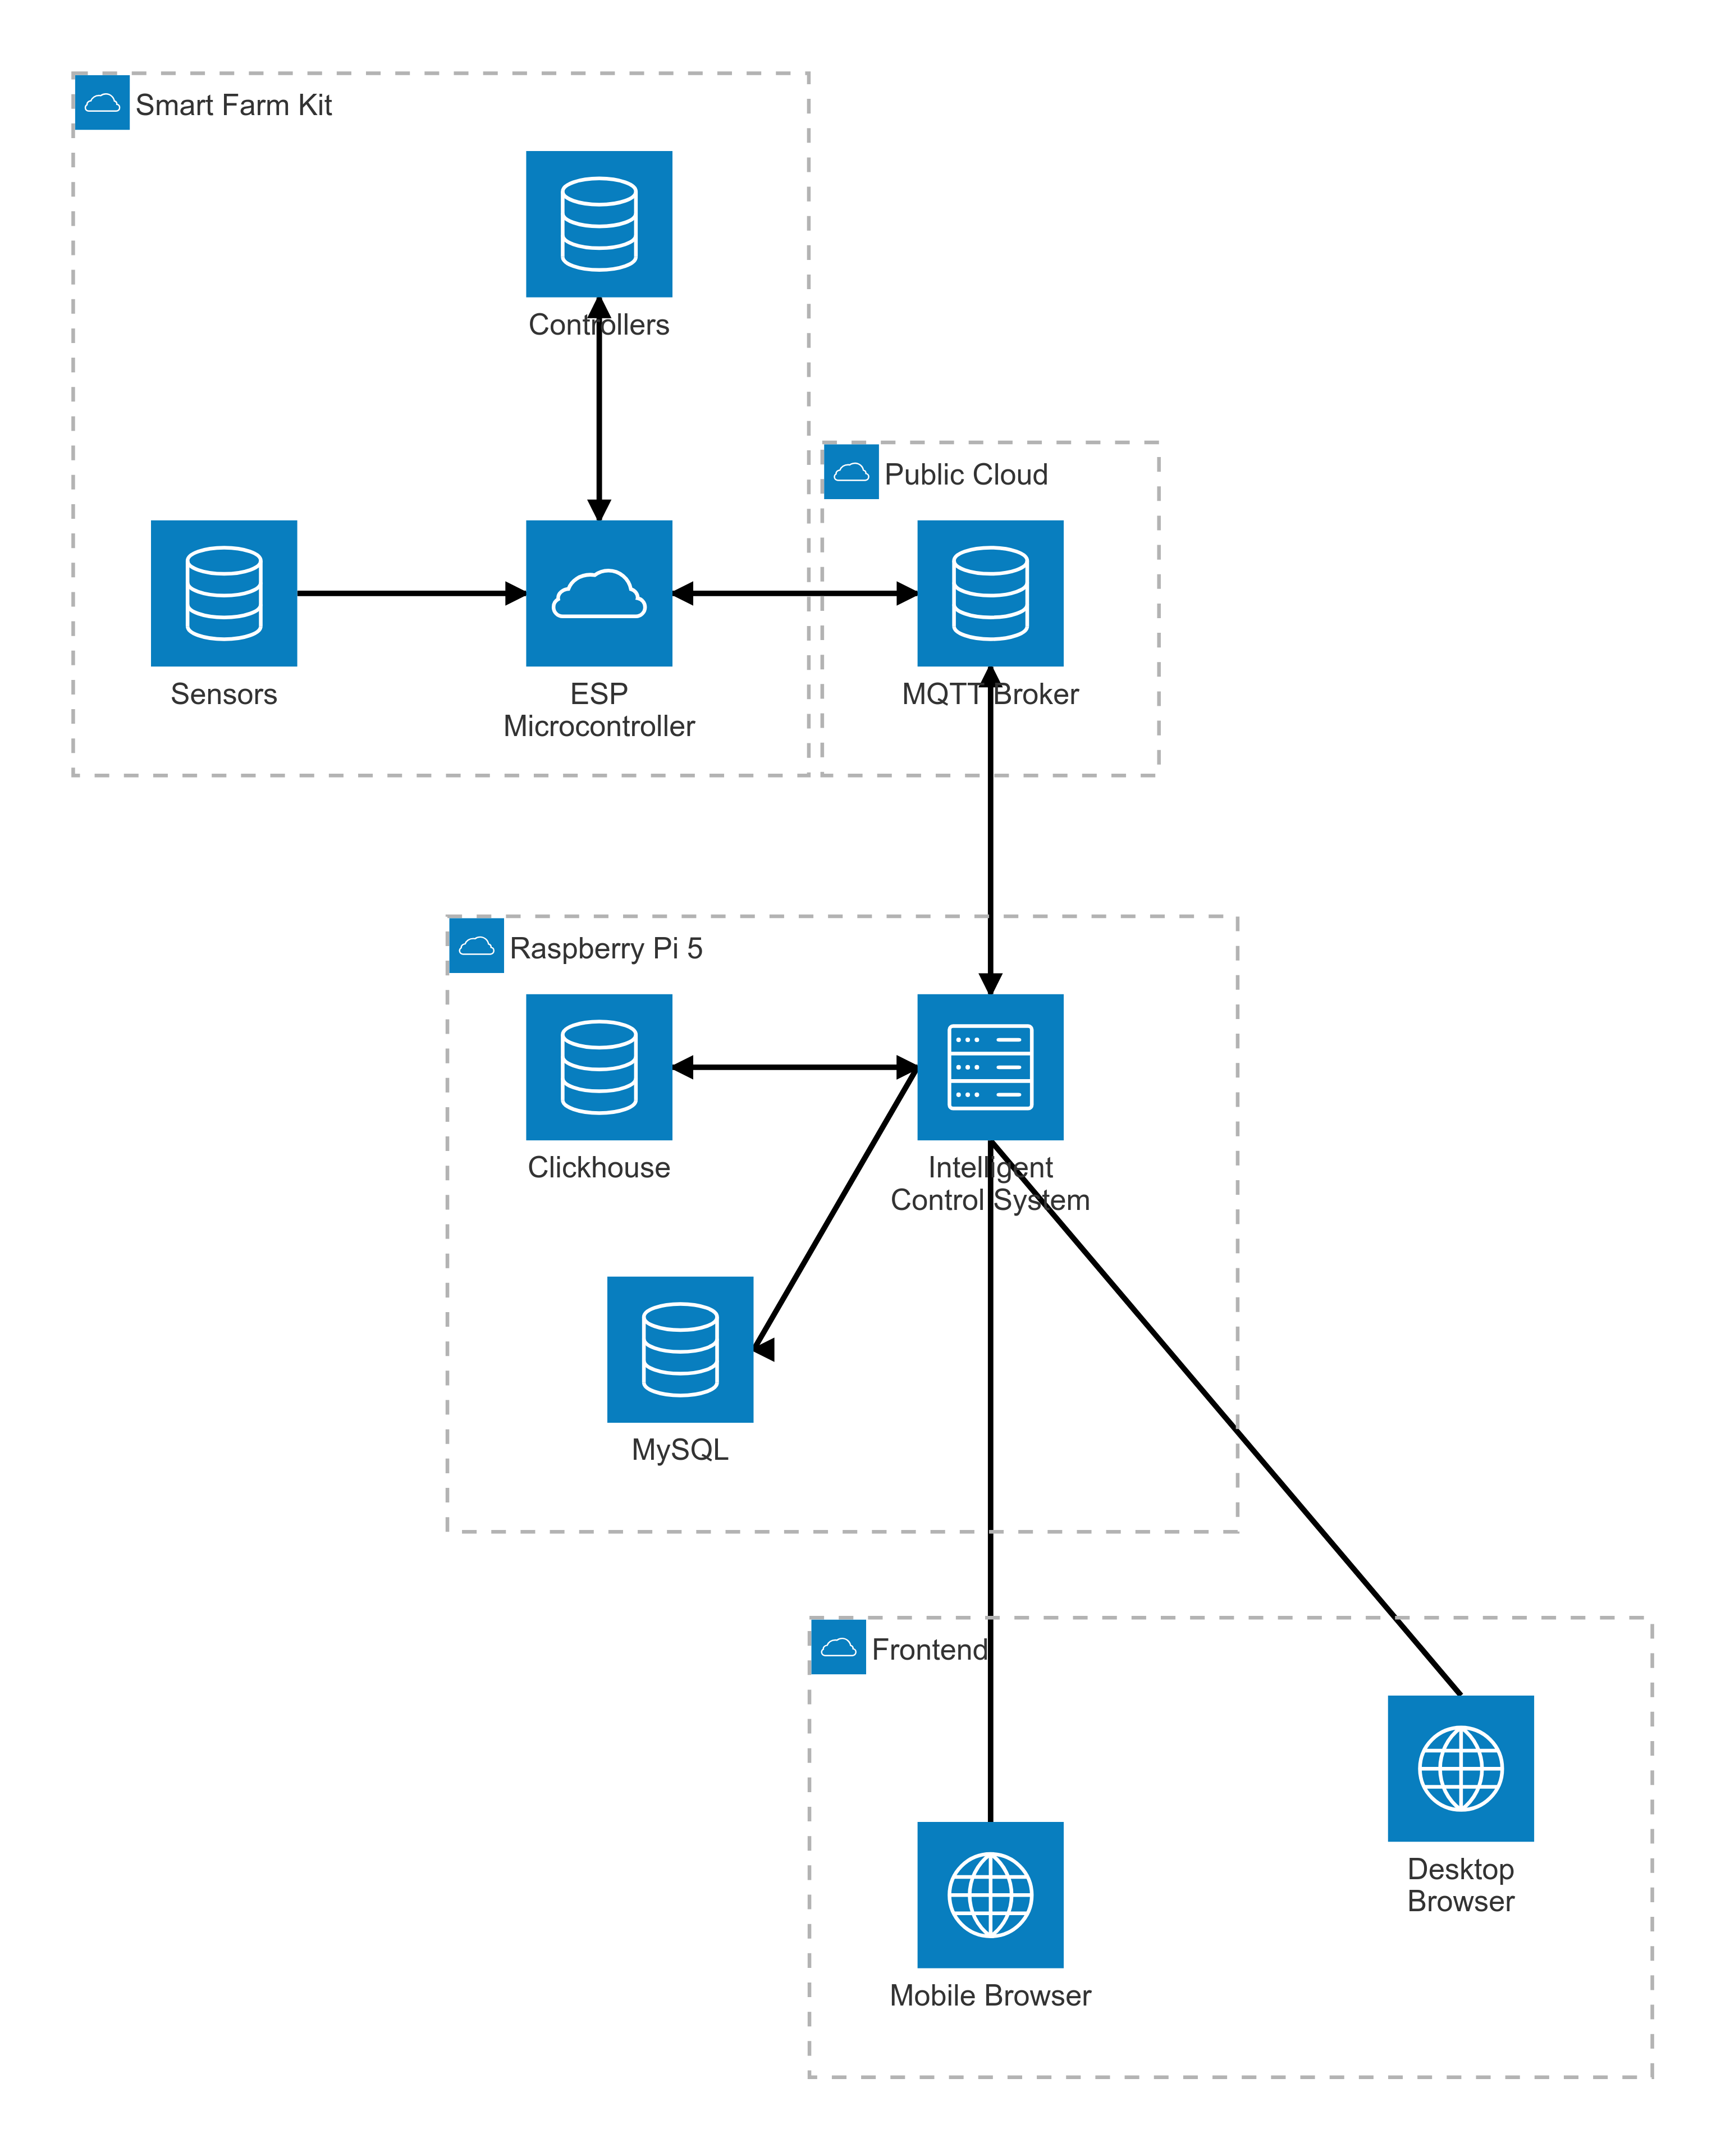 Smart Farm Kit
Controllers
Public Cloud
Sensors
ESP
Microcontroller
MQTT Broker
Raspberry Pi 5
Clickhouse
Intelligent
Control System
MySQL
Frontend
Desktop
Browser
Mobile Browser